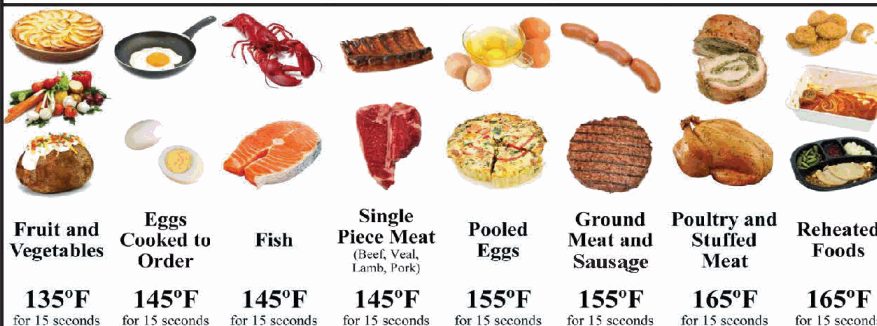 Fruit and
Vegetables
135°F
for 15 seconds
Eggs
Cooked to
Order
145°F
for 15 seconds
Fish
145°F
for 15 seconds
Single
Piece Meat
(Beef, Veal,
Lamb, Pork)
145°F
for 15 seconds
Pooled
Eggs
155°F
for 15 seconds
Ground
Meat and
Sausage
155°F
for 15 seconds
Poultry and
Stuffed
Meat
165°F
for 15 seconds
Reheated
Foods
165°F
for 15 seconds